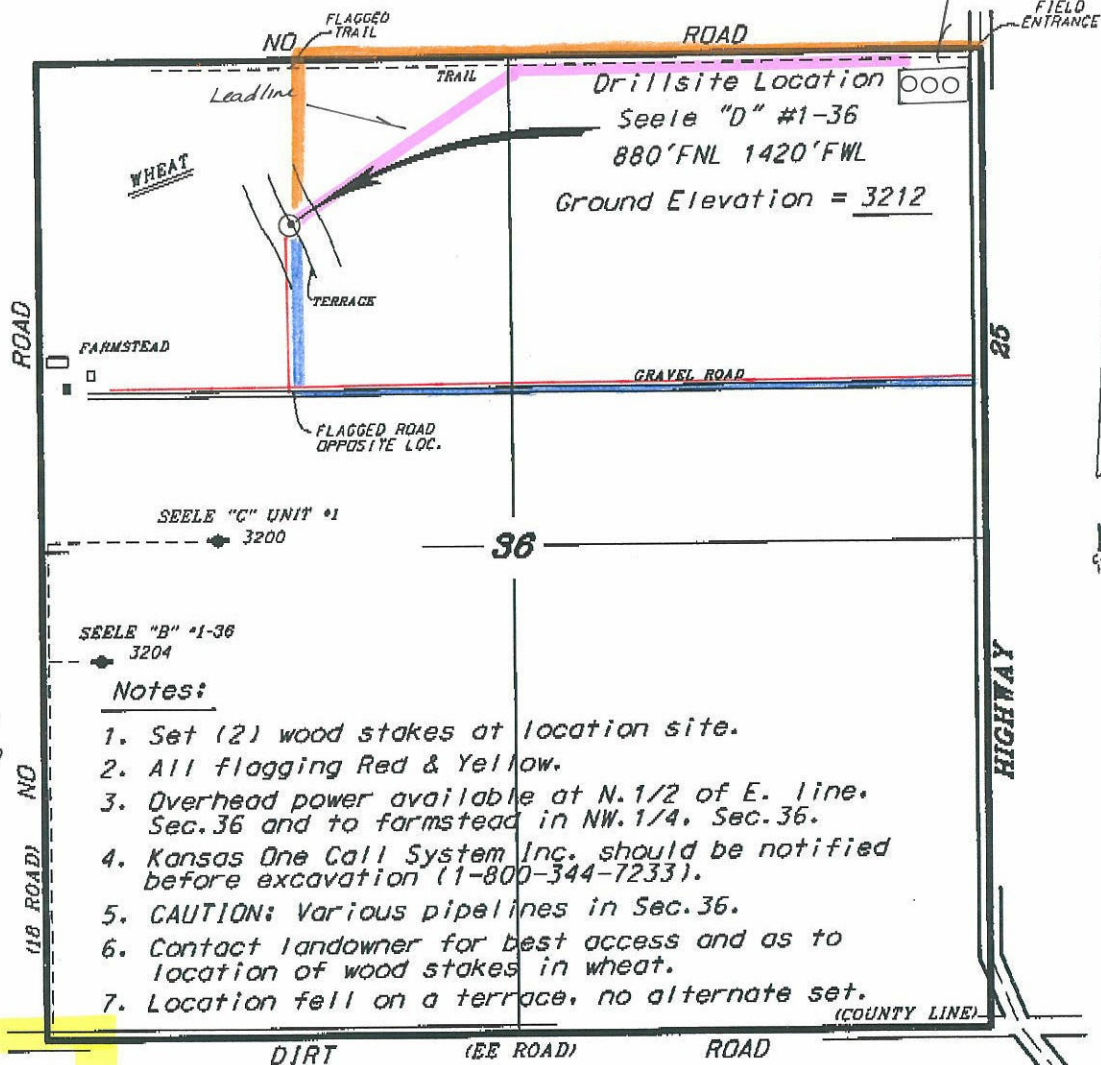 FLAGGED
TRAIL
FIELD
ENTRANCE
NO ROAD
TRAIL
Leadline
Drillsite Location
Seele "D" #1-36
880'FNL 1420'FWL
Ground Elevation = 3212
WHEAT
TERRACE
ROAD
FARMSTEAD
25
GRAVEL ROAD
FLAGGED ROAD
OPPOSITE LOC.
SEELE "C" UNIT #1
3200
36
SEELE "B" #1-36
3204
HIGHWAY
Notes:
1. Set (2) wood stakes at location site.
2. All flagging Red & Yellow.
3. Overhead power available at N.1/2 of E. line.
Sec.36 and to farmstead in NW.1/4. Sec.36.
4. Kansas One Call System Inc. should be notified
before excavation (1-800-344-7233).
5. CAUTION: Various pipelines in Sec.36.
6. Contact landowner for best access and as to
location of wood stakes in wheat.
7. Location fell on a terrace, no alternate set.
NO
(18 ROAD)
(COUNTY LINE)
DIRT (EE ROAD) ROAD